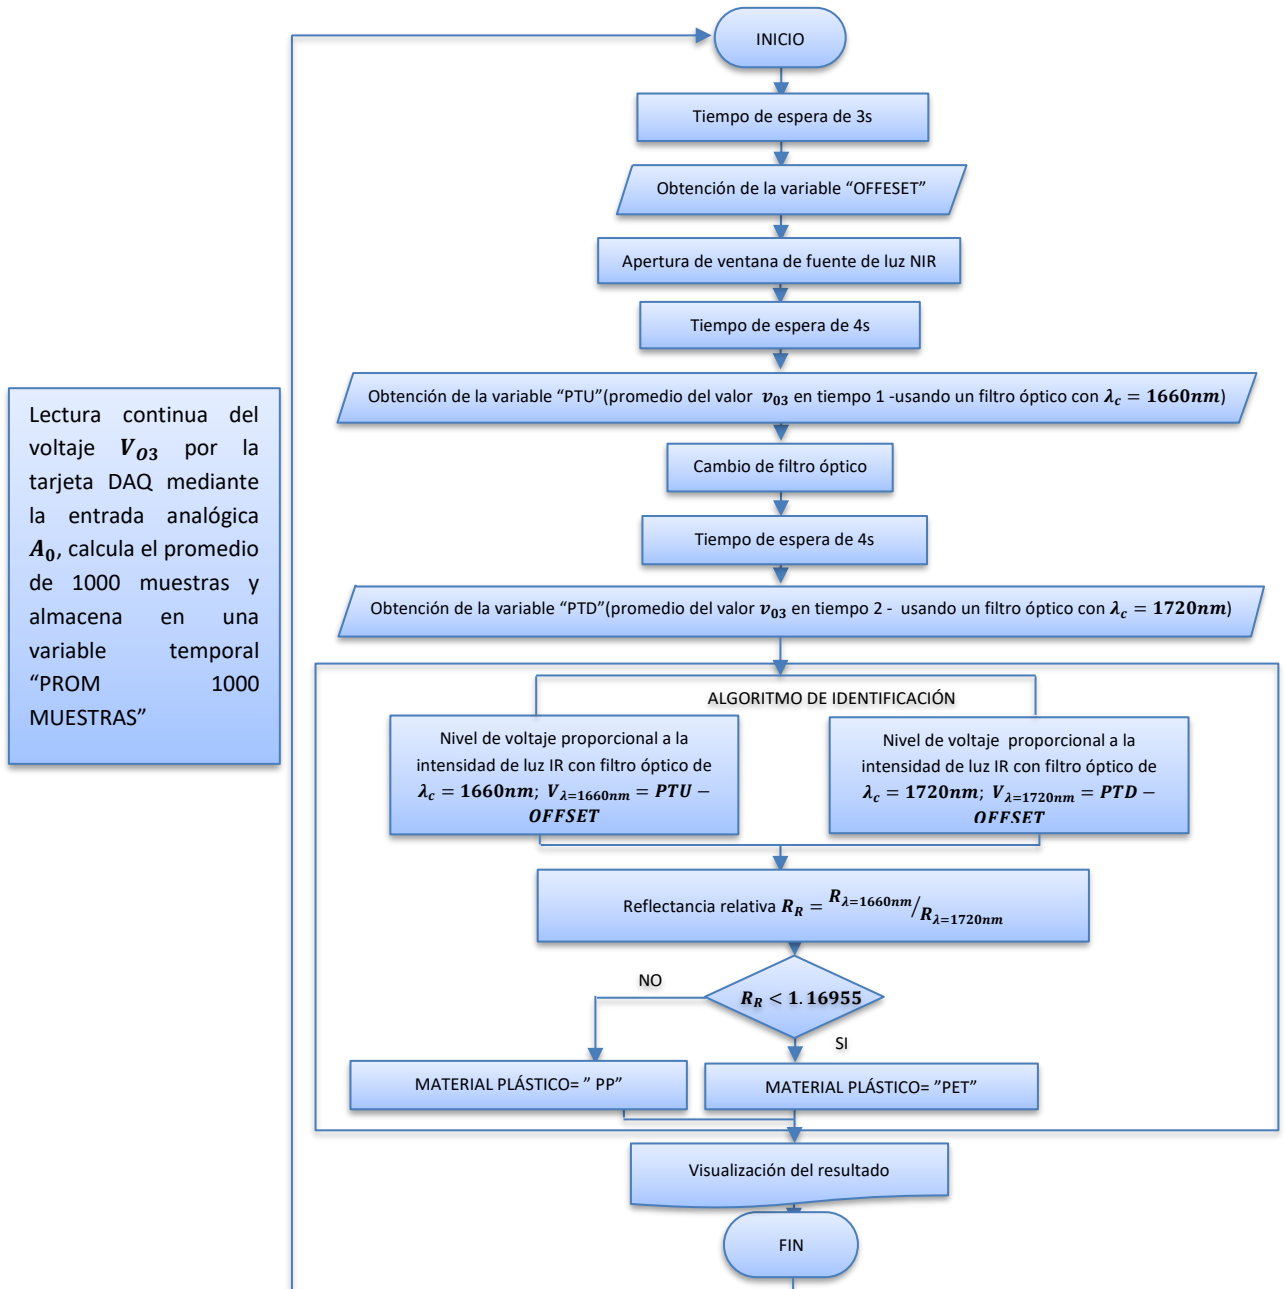 INICIO
Tiempo de espera de 3s
Obtención de la variable “OFFESET”
Apertura de ventana de fuente de luz NIR
Tiempo de espera de 4s
Obtención de la variable “PTU”(promedio del valor v₀₃ en tiempo 1 -usando un filtro óptico con λ_c = 1660nm)
Cambio de filtro óptico
Tiempo de espera de 4s
Obtención de la variable “PTD”(promedio del valor v₀₃ en tiempo 2 - usando un filtro óptico con λ_c = 1720nm)
Lectura continua del
voltaje V_O3 por la
tarjeta DAQ mediante
la entrada analógica
A₀, calcula el promedio
de 1000 muestras y
almacena en una
variable temporal
“PROM 1000
MUESTRAS”
ALGORITMO DE IDENTIFICACIÓN
Nivel de voltaje proporcional a la
intensidad de luz IR con filtro óptico de
λ_c = 1660nm; V_λ=1660nm = PTU −
OFFSET
Nivel de voltaje proporcional a la
intensidad de luz IR con filtro óptico de
λ_c = 1720nm; V_λ=1720nm = PTD −
OFFSET
Reflectancia relativa R_R = R_λ=1660nm/R_λ=1720nm
R_R < 1.16955
NO
SI
MATERIAL PLÁSTICO= ” PP”
MATERIAL PLÁSTICO= ”PET”
Visualización del resultado
FIN